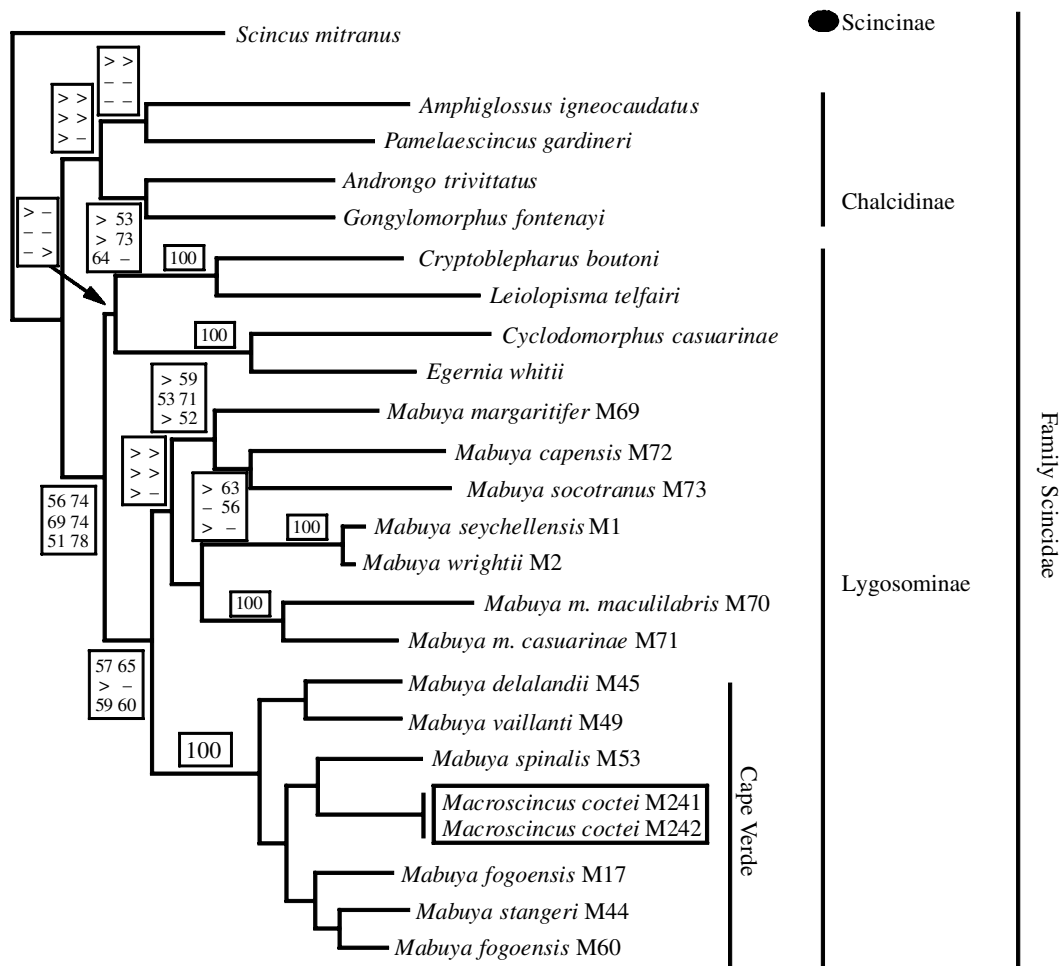 Scincus mitranus
Scincinae
> >
– –
– –
> >
> >
> –
Amphiglossus igneocaudatus
Pamelaescincus gardineri
Androngo trivittatus
Gongylomorphus fontenayi
Chalcidinae
> –
– –
– >
> 53
> 73
64 –
100
Cryptoblepharus boutoni
Leiolopisma telfairi
100
Cyclodomorphus casuarinae
Egernia whitii
> 59
53 71
> 52
Mabuya margaritifer M69
> >
> >
> –
Mabuya capensis M72
> 63
– 56
> –
Mabuya socotranus M73
56 74
69 74
51 78
100
Mabuya seychellensis M1
Mabuya wrightii M2
Lygosominae
Family Scincidae
100
Mabuya m. maculilabris M70
Mabuya m. casuarinae M71
57 65
> –
59 60
Mabuya delalandii M45
Mabuya vaillanti M49
100
Mabuya spinalis M53
Macroscincus coctei M241
Macroscincus coctei M242
Cape Verde
Mabuya fogoensis M17
Mabuya stangeri M44
Mabuya fogoensis M60